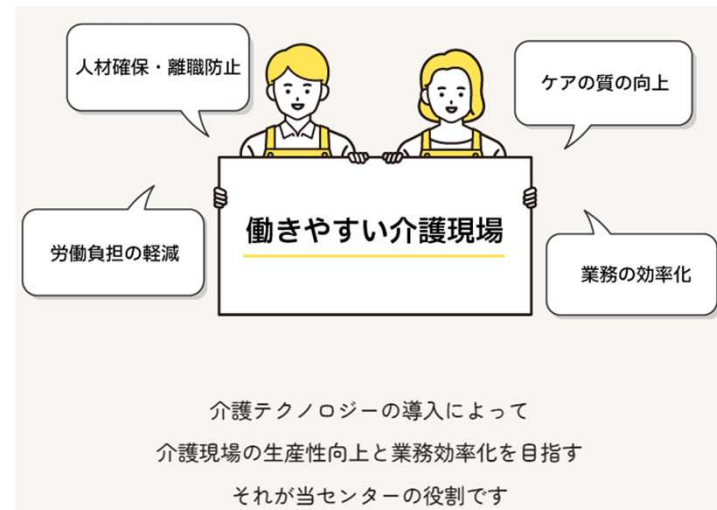 人材確保・離職防止
ケアの質の向上
働きやすい介護現場
労働負担の軽減
業務の効率化
介護テクノロジーの導入によって
介護現場の生産性向上と業務効率化を目指す
それが当センターの役割です